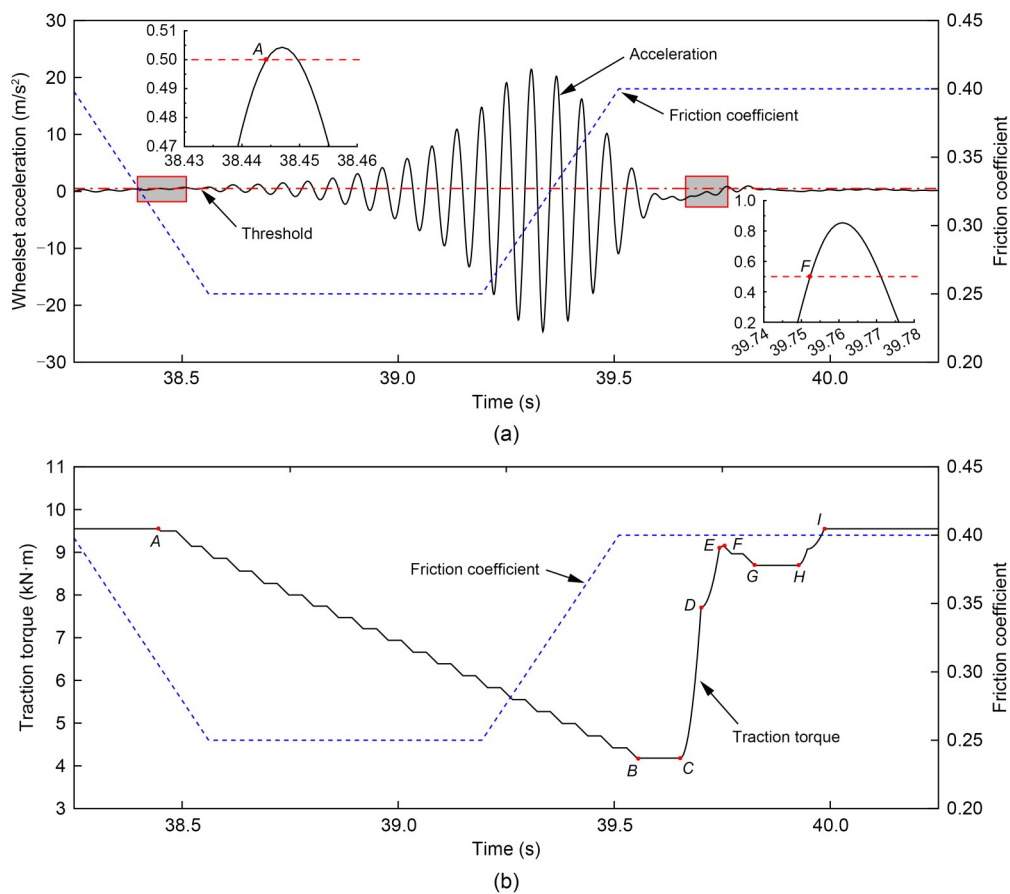 30
20
10
0
−10
−20
−30
Wheelset acceleration (m/s²)
0.51
0.50
0.49
0.48
0.47
A
38.43 38.44 38.45 38.46
Acceleration
Friction coefficient
Threshold
1.0
0.8
0.6
0.4
0.2
F
39.74 39.75 39.76 39.77 39.78
0.45
0.40
0.35
0.30
0.25
0.20
Friction coefficient
38.5 39.0 39.5 40.0
Time (s)
(a)
11
10
9
8
7
6
5
4
3
Traction torque (kN·m)
A
Friction coefficient
B
C
D
E
F
G
H
I
Traction torque
0.45
0.40
0.35
0.30
0.25
0.20
Friction coefficient
38.5 39.0 39.5 40.0
Time (s)
(b)